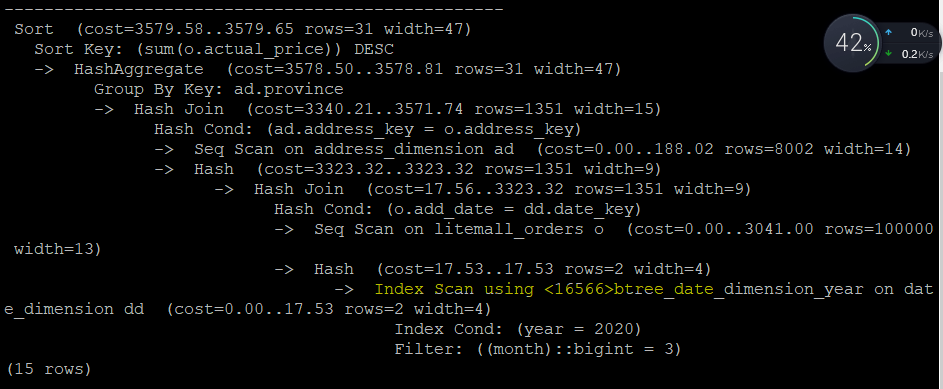 --------------------------------------------------
Sort  (cost=3579.58..3579.65 rows=31 width=47)
  Sort Key: (sum(o.actual_price)) DESC
  ->  HashAggregate  (cost=3578.50..3578.81 rows=31 width=47)
        Group By Key: ad.province
        ->  Hash Join  (cost=3340.21..3571.74 rows=1351 width=15)
              Hash Cond: (ad.address_key = o.address_key)
              ->  Seq Scan on address_dimension ad  (cost=0.00..188.02 rows=8002 width=14)
              ->  Hash  (cost=3323.32..3323.32 rows=1351 width=9)
                    ->  Hash Join  (cost=17.56..3323.32 rows=1351 width=9)
                          Hash Cond: (o.add_date = dd.date_key)
                          ->  Seq Scan on litemall_orders o  (cost=0.00..3041.00 rows=100000
width=13)
                          ->  Hash  (cost=17.53..17.53 rows=2 width=4)
                                ->  Index Scan using <16566>btree_date_dimension_year on dat
e_dimension dd  (cost=0.00..17.53 rows=2 width=4)
                                      Index Cond: (year = 2020)
                                      Filter: ((month)::bigint = 3)
(15 rows)
42%
0K/s
0.2K/s